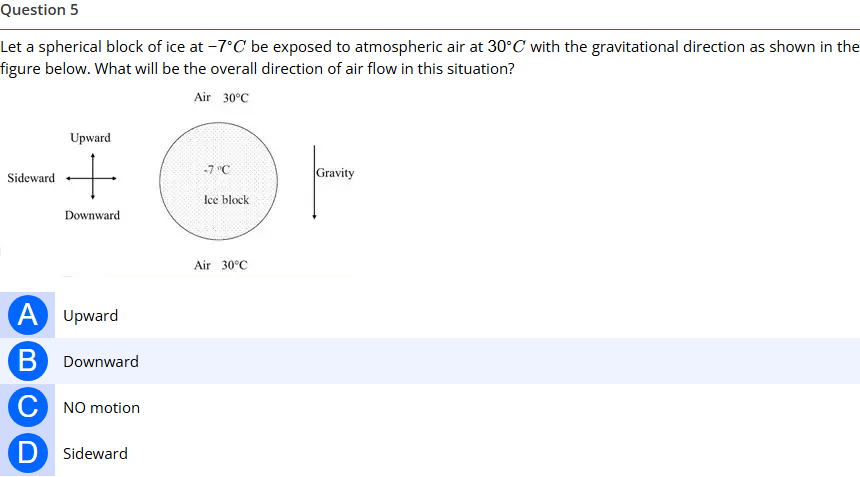 Question 5
Let a spherical block of ice at −7°C be exposed to atmospheric air at 30°C with the gravitational direction as shown in the
figure below. What will be the overall direction of air flow in this situation?
Air 30°C
Upward
Sideward
Downward
-7 °C
Ice block
Gravity
Air 30°C
A Upward
B Downward
C NO motion
D Sideward